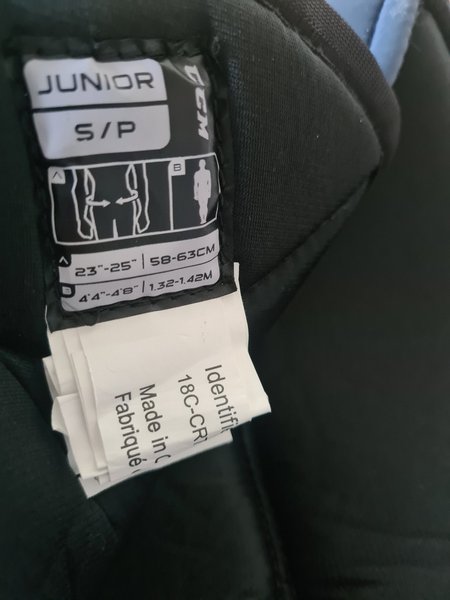 JUNIOR
CCM
S/P
A
B
A 23"-25" | 58-63CM
B 4'4"-4'8" | 1.32-1.42M
Identifi
18C-CR
Made in C
Fabriqué